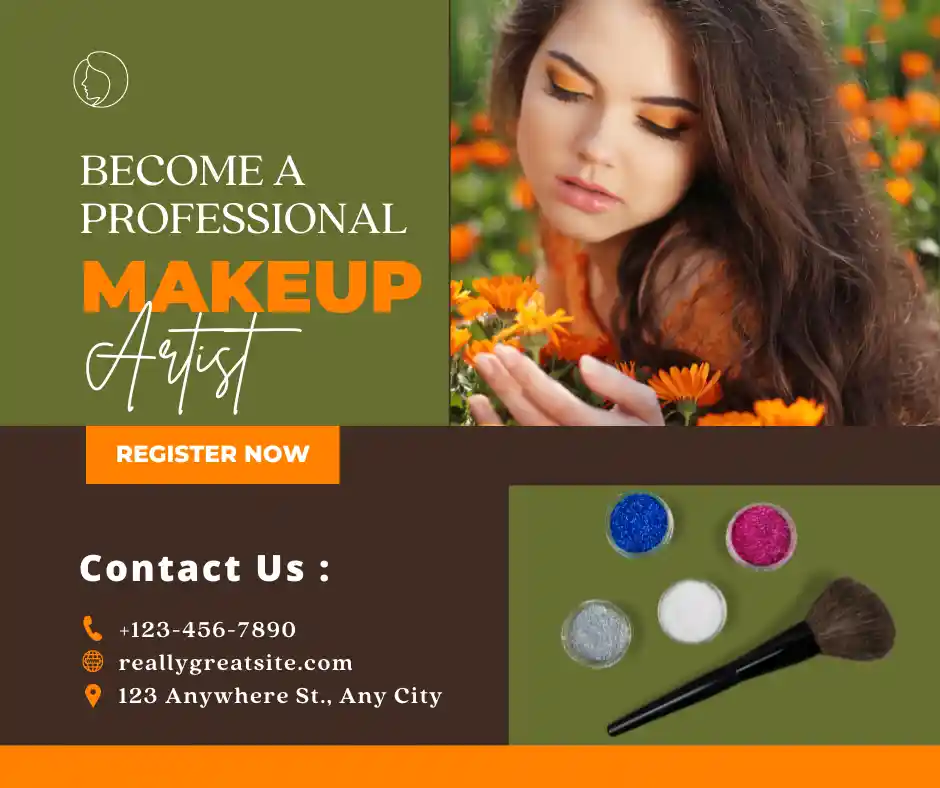 BECOME A
PROFESSIONAL
MAKEUP
Artist
REGISTER NOW
Contact Us :
+123-456-7890
reallygreatsite.com
123 Anywhere St., Any City